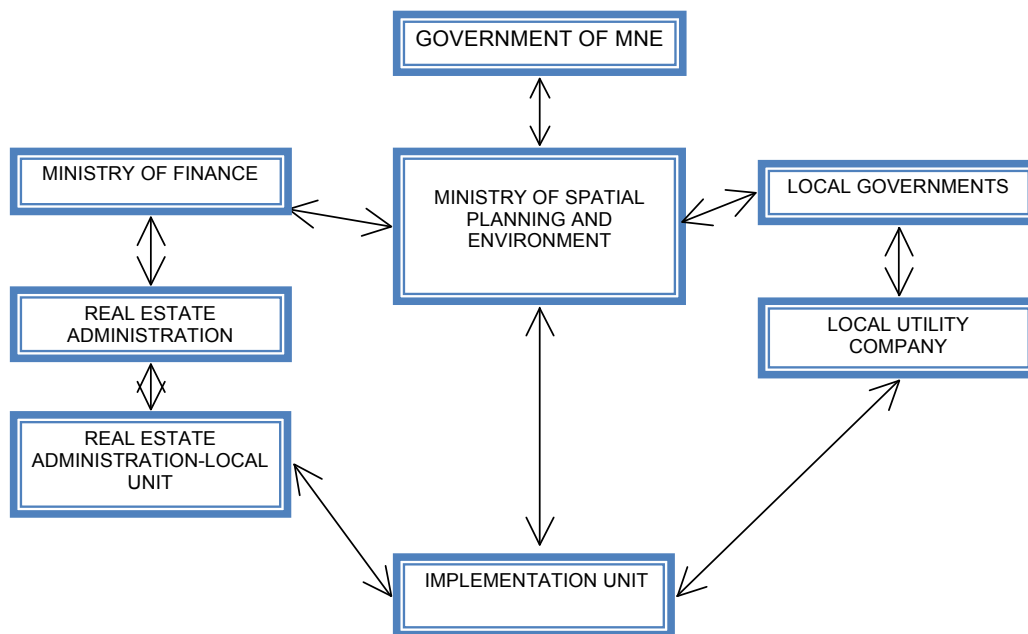 GOVERNMENT OF MNE
MINISTRY OF FINANCE
MINISTRY OF SPATIAL
PLANNING AND
ENVIRONMENT
LOCAL GOVERNMENTS
REAL ESTATE
ADMINISTRATION
LOCAL UTILITY
COMPANY
REAL ESTATE
ADMINISTRATION-LOCAL
UNIT
IMPLEMENTATION UNIT